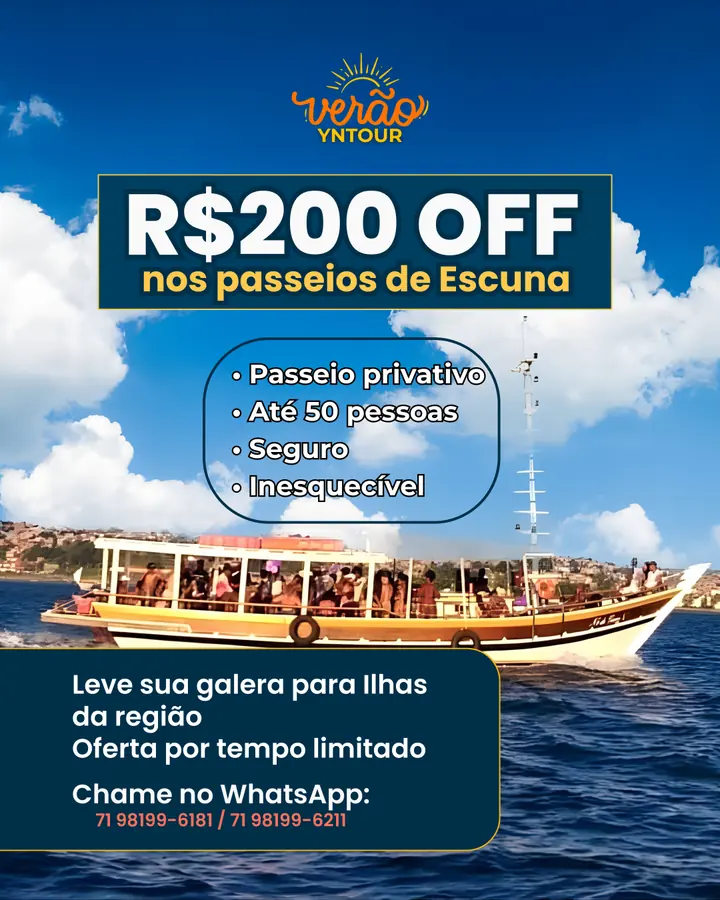 verão
YNTOUR
R$200 OFF
nos passeios de Escuna
• Passeio privativo
• Até 50 pessoas
• Seguro
• Inesquecível
Leve sua galera para Ilhas
da região
Oferta por tempo limitado
Chame no WhatsApp:
71 98199-6181 / 71 98199-6211